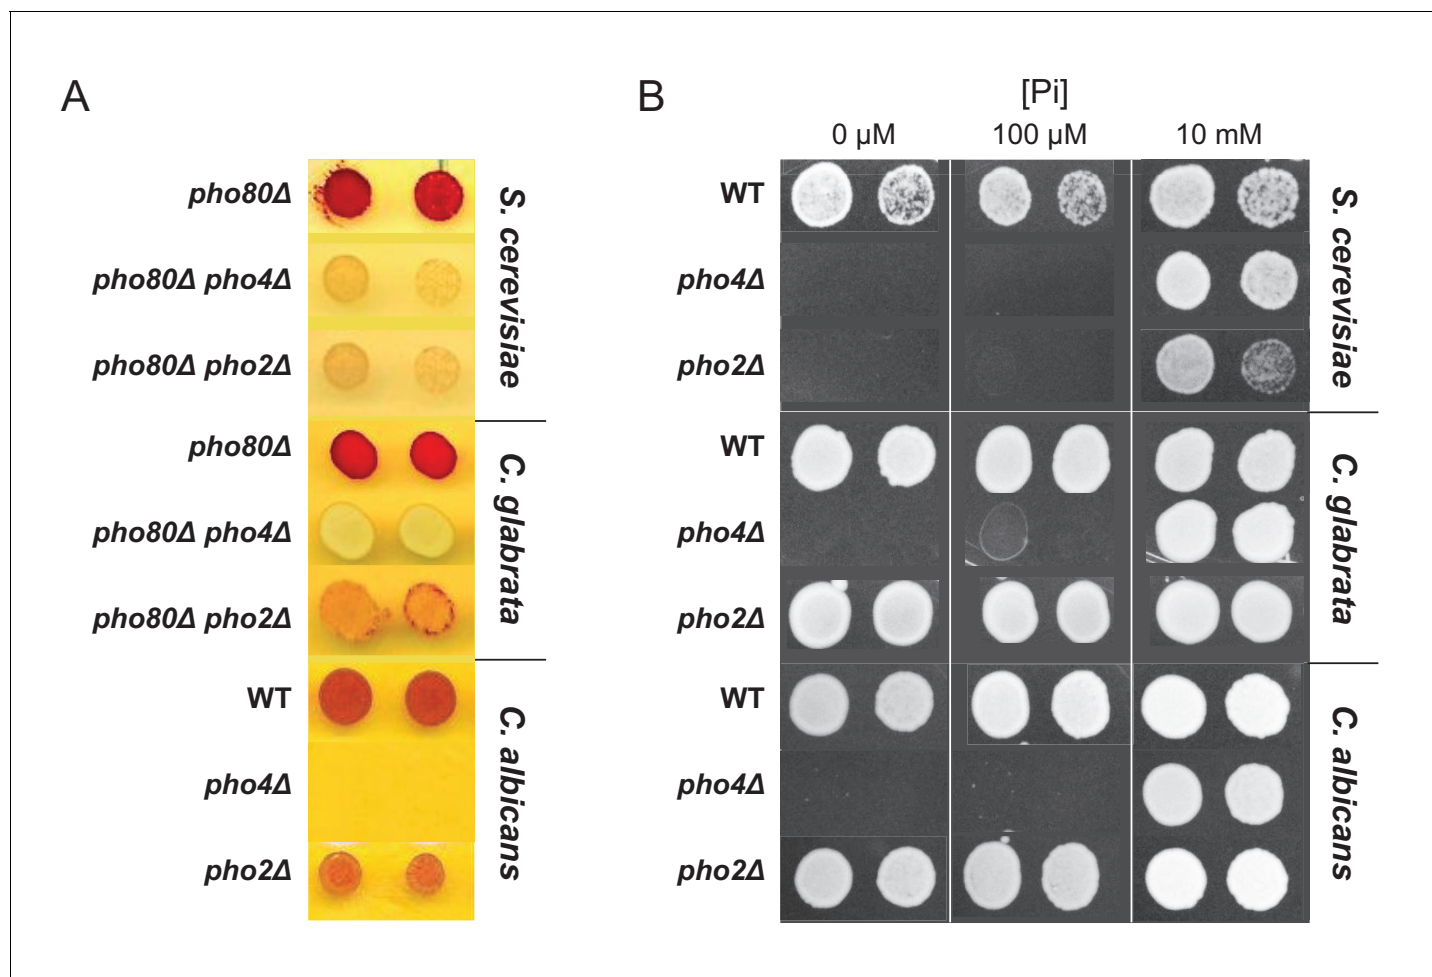 A
pho80Δ
pho80Δ pho4Δ
pho80Δ pho2Δ
S. cerevisiae
pho80Δ
pho80Δ pho4Δ
pho80Δ pho2Δ
C. glabrata
WT
pho4Δ
pho2Δ
C. albicans
B
[Pi]
0 µM 100 µM 10 mM
WT
pho4Δ
pho2Δ
S. cerevisiae
WT
pho4Δ
pho2Δ
C. glabrata
WT
pho4Δ
pho2Δ
C. albicans